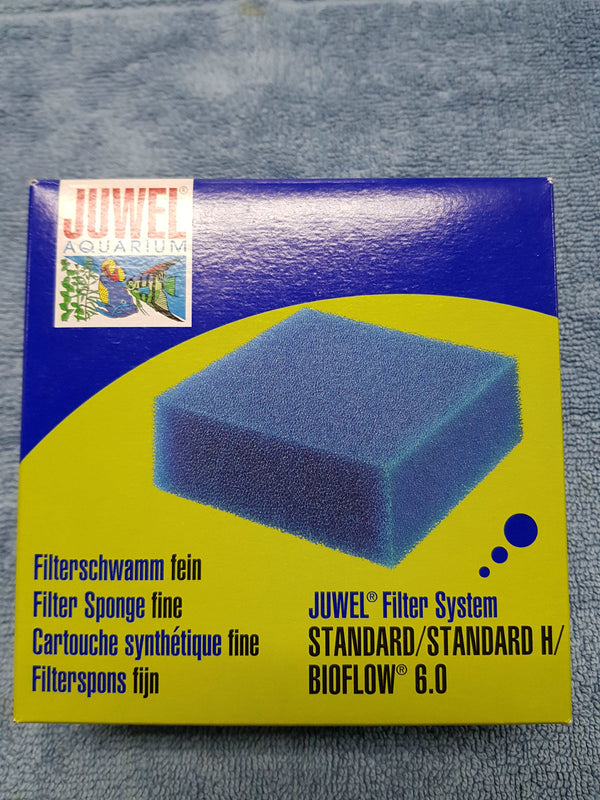 JUWEL®
AQUARIUM
Filterschwamm fein
Filter Sponge fine
Cartouche synthétique fine
Filterspons fijn
JUWEL® Filter System
STANDARD/STANDARD H/
BIOFLOW® 6.0